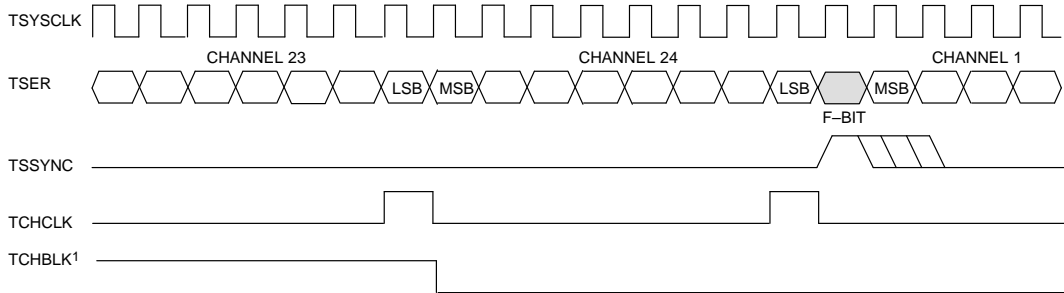 TSYSCLK
CHANNEL 23 CHANNEL 24 CHANNEL 1
TSER LSB MSB LSB MSB
F–BIT
TSSYNC
TCHCLK
TCHBLK1